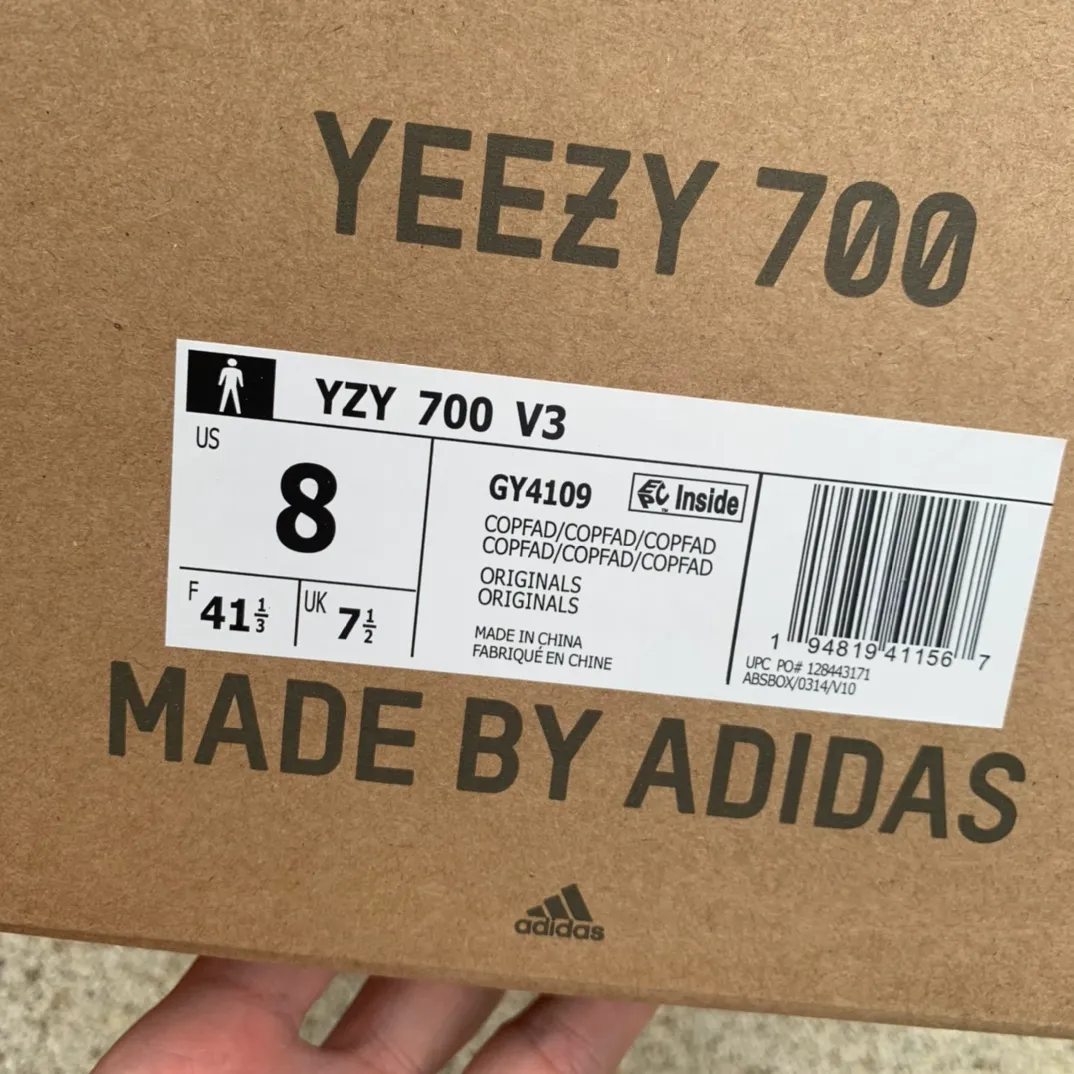 YEEZY 700
YZY 700 V3
US
8
F 41 1/3
UK 7 1/2
GY4109
EPC™ Inside
COPFAD/COPFAD/COPFAD
COPFAD/COPFAD/COPFAD
ORIGINALS
ORIGINALS
MADE IN CHINA
FABRIQUÉ EN CHINE
1 94819 41156 7
UPC PO# 128443171
ABSBOX/0314/V10
MADE BY ADIDAS
adidas